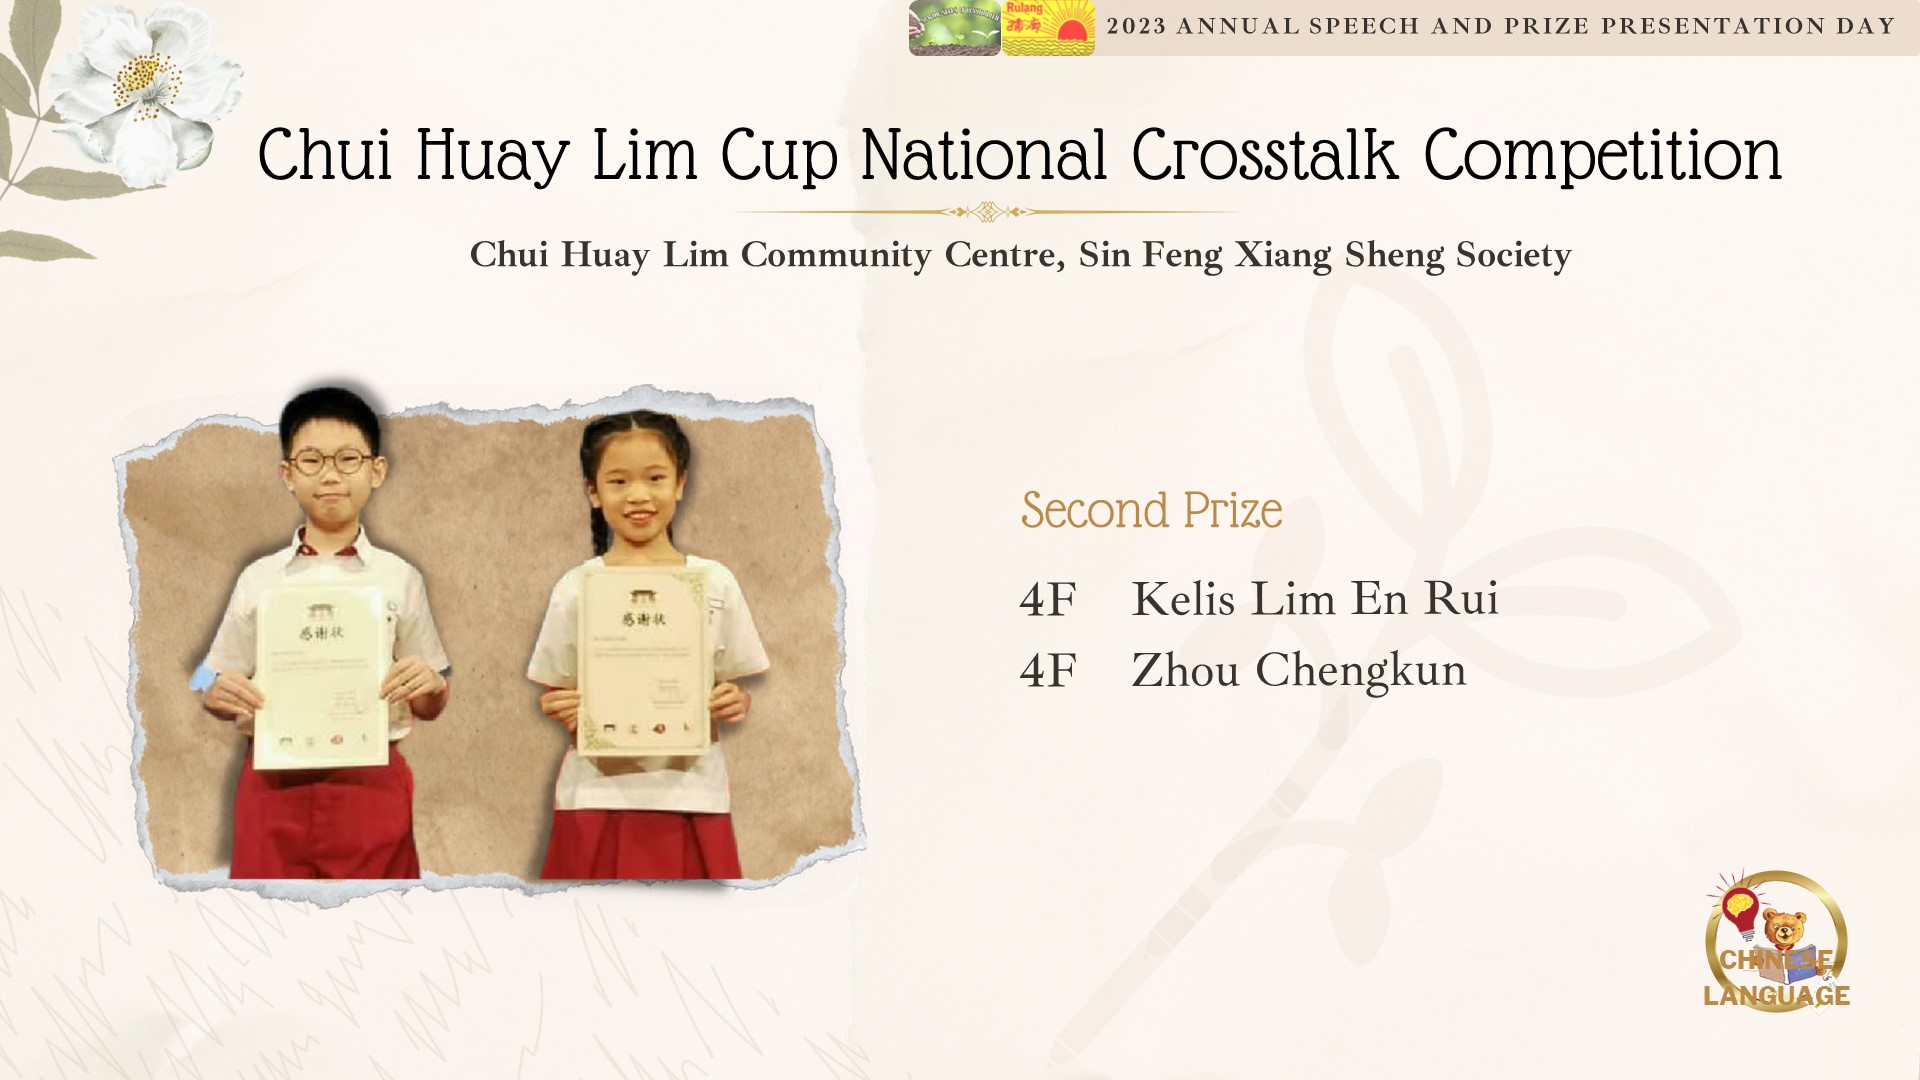 Rulang
2023 ANNUAL SPEECH AND PRIZE PRESENTATION DAY
Chui Huay Lim Cup National Crosstalk Competition
Chui Huay Lim Community Centre, Sin Feng Xiang Sheng Society
感谢状
感谢状
Second Prize
4F Kelis Lim En Rui
4F Zhou Chengkun
CHINESE
LANGUAGE